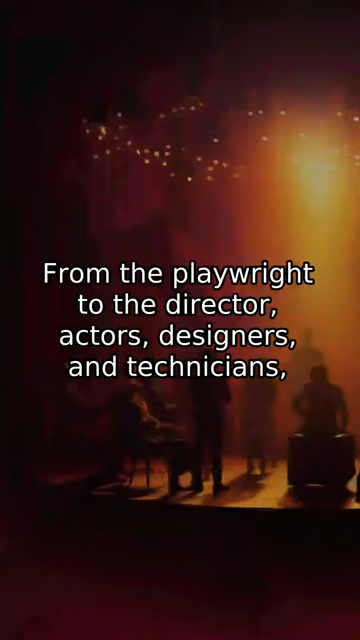 From the playwright
to the director,
actors, designers,
and technicians,